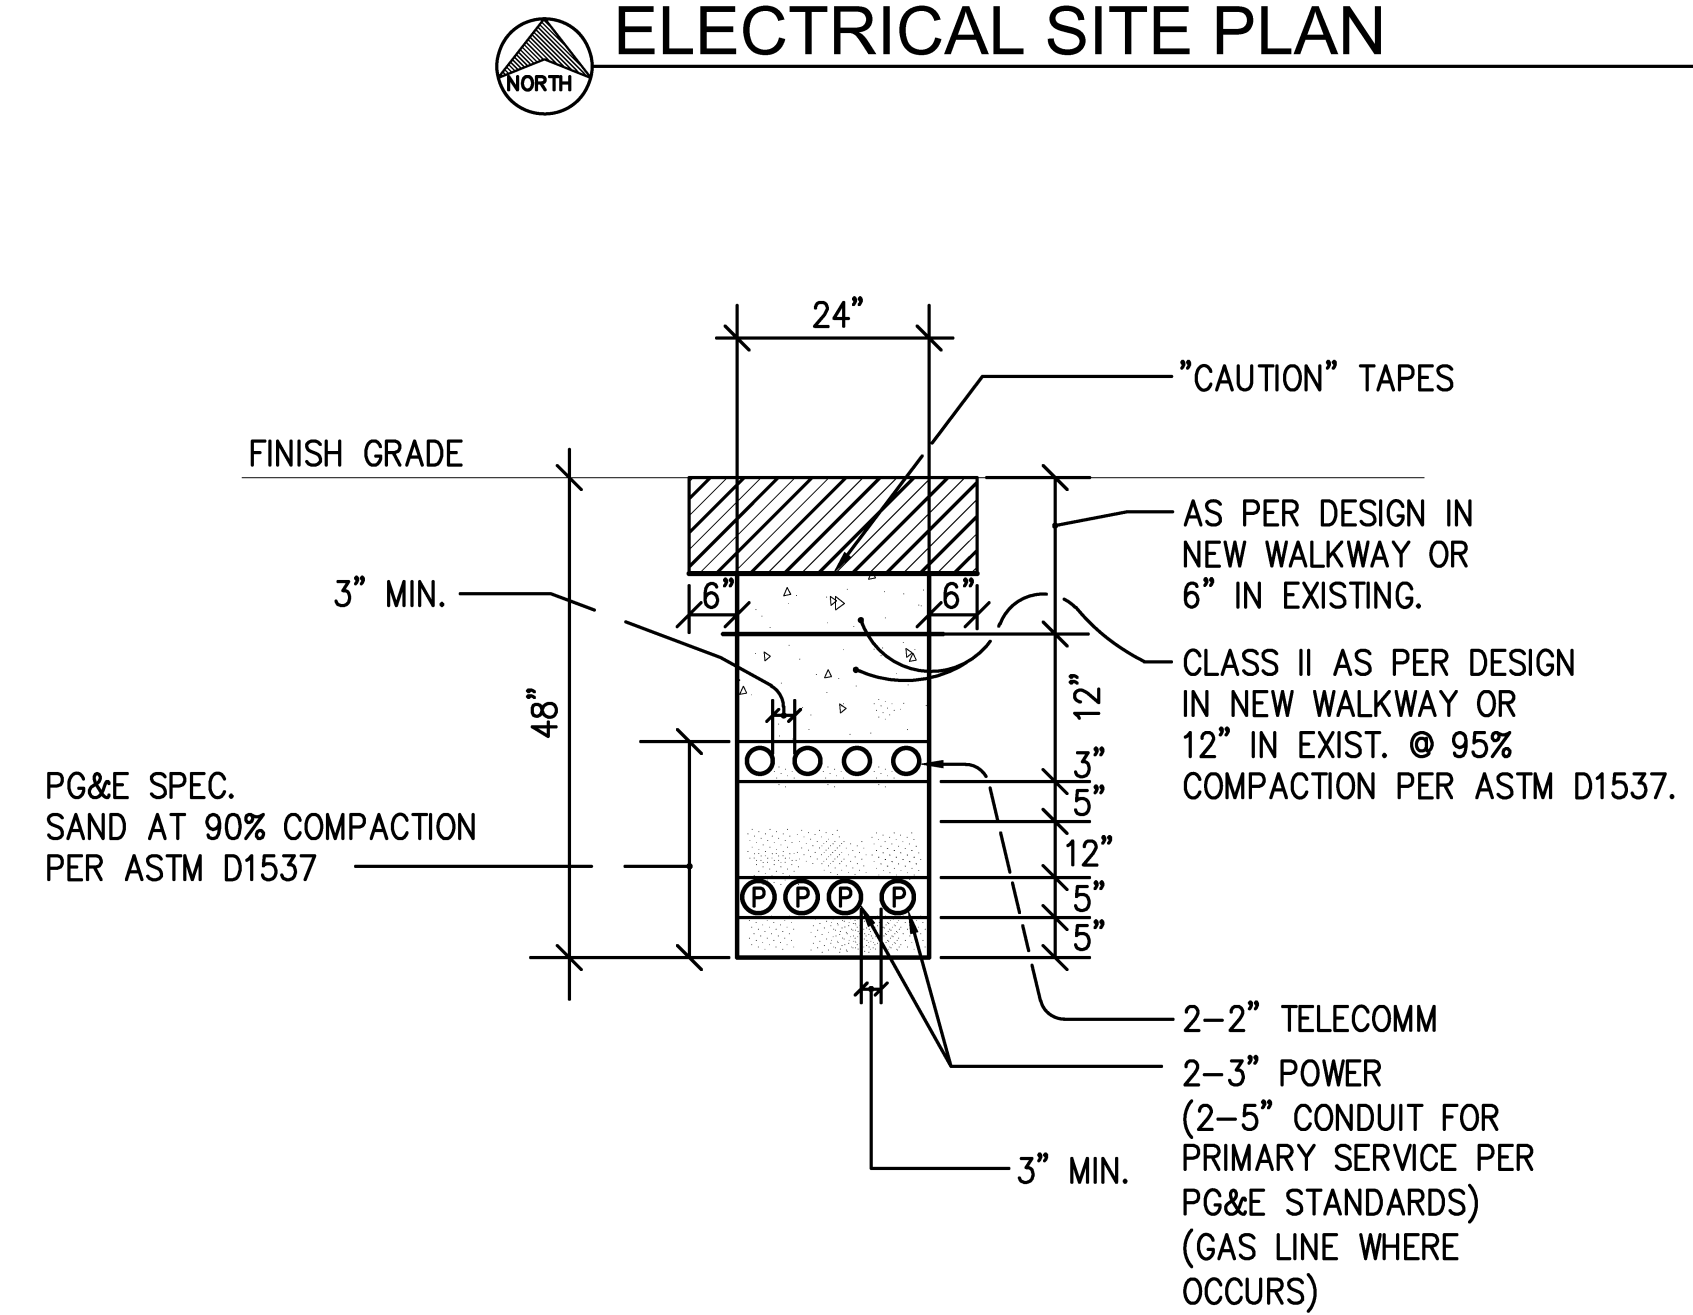 ELECTRICAL SITE PLAN
NORTH
24”
”CAUTION” TAPES
FINISH GRADE
AS PER DESIGN IN
NEW WALKWAY OR
6” IN EXISTING.
3” MIN.
6”
6”
CLASS II AS PER DESIGN
IN NEW WALKWAY OR
12” IN EXIST. @ 95%
COMPACTION PER ASTM D1537.
48”
12”
3”
5”
12”
5”
5”
PG&E SPEC.
SAND AT 90% COMPACTION
PER ASTM D1537
P P P P
2-2” TELECOMM
2-3” POWER
(2-5” CONDUIT FOR
PRIMARY SERVICE PER
PG&E STANDARDS)
(GAS LINE WHERE
OCCURS)
3” MIN.